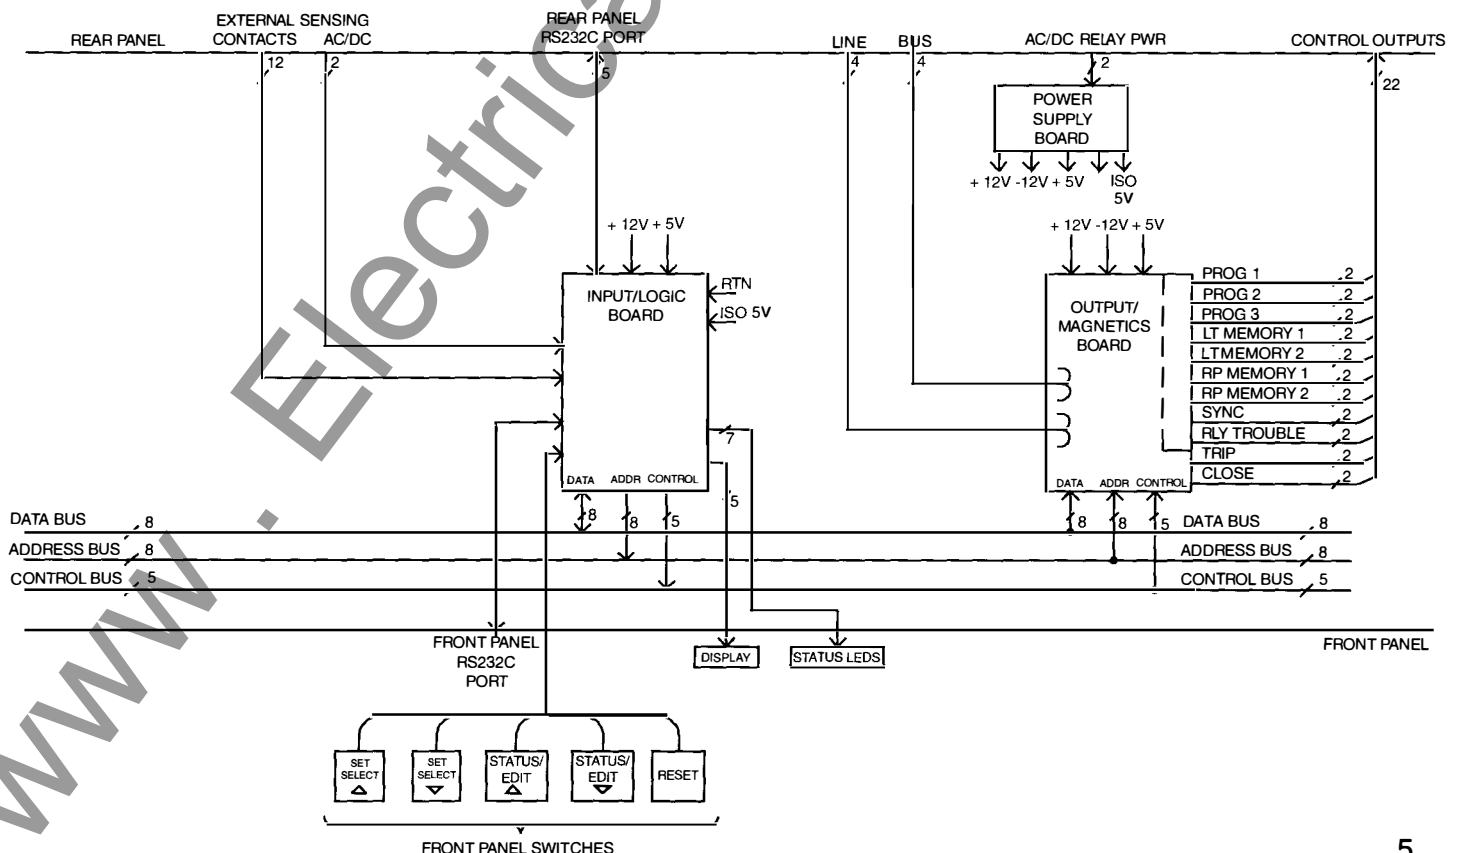 EXTERNAL SENSING
REAR PANEL
CONTACTS AC/DC
REAR PANEL
RS232C PORT
LINE
BUS
AC/DC RELAY PWR
CONTROL OUTPUTS
12
2
5
4
4
2
22
POWER
SUPPLY
BOARD
+ 12V -12V + 5V
ISO
5V
+ 12V + 5V
+ 12V -12V + 5V
INPUT/LOGIC
BOARD
RTN
ISO 5V
OUTPUT/
MAGNETICS
BOARD
PROG 1 2
PROG 2 2
PROG 3 2
LT MEMORY 1 2
LT MEMORY 2 2
RP MEMORY 1 2
RP MEMORY 2 2
SYNC 2
RLY TROUBLE 2
TRIP 2
CLOSE 2
7
5
DATA ADDR CONTROL
8 8 5
DATA ADDR CONTROL
8 8 5
DATA BUS 8
ADDRESS BUS 8
CONTROL BUS 5
DATA BUS 8
ADDRESS BUS 8
CONTROL BUS 5
FRONT PANEL
RS232C
PORT
DISPLAY
STATUS LEDS
FRONT PANEL
SET
SELECT
△
SET
SELECT
▽
STATUS/
EDIT
△
STATUS/
EDIT
▽
RESET
FRONT PANEL SWITCHES
5
www . Electrica